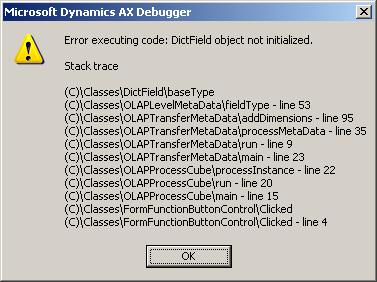 Microsoft Dynamics AX Debugger
Error executing code: DictField object not initialized.
Stack trace
(C)\Classes\DictField\baseType
(C)\Classes\OLAPLevelMetaData\fieldType - line 53
(C)\Classes\OLAPTransferMetaData\addDimensions - line 95
(C)\Classes\OLAPTransferMetaData\processMetaData - line 35
(C)\Classes\OLAPTransferMetaData\run - line 9
(C)\Classes\OLAPTransferMetaData\main - line 23
(C)\Classes\OLAPProcessCube\processInstance - line 22
(C)\Classes\OLAPProcessCube\run - line 20
(C)\Classes\OLAPProcessCube\main - line 15
(C)\Classes\FormFunctionButtonControl\Clicked
(C)\Classes\FormFunctionButtonControl\Clicked - line 4
OK